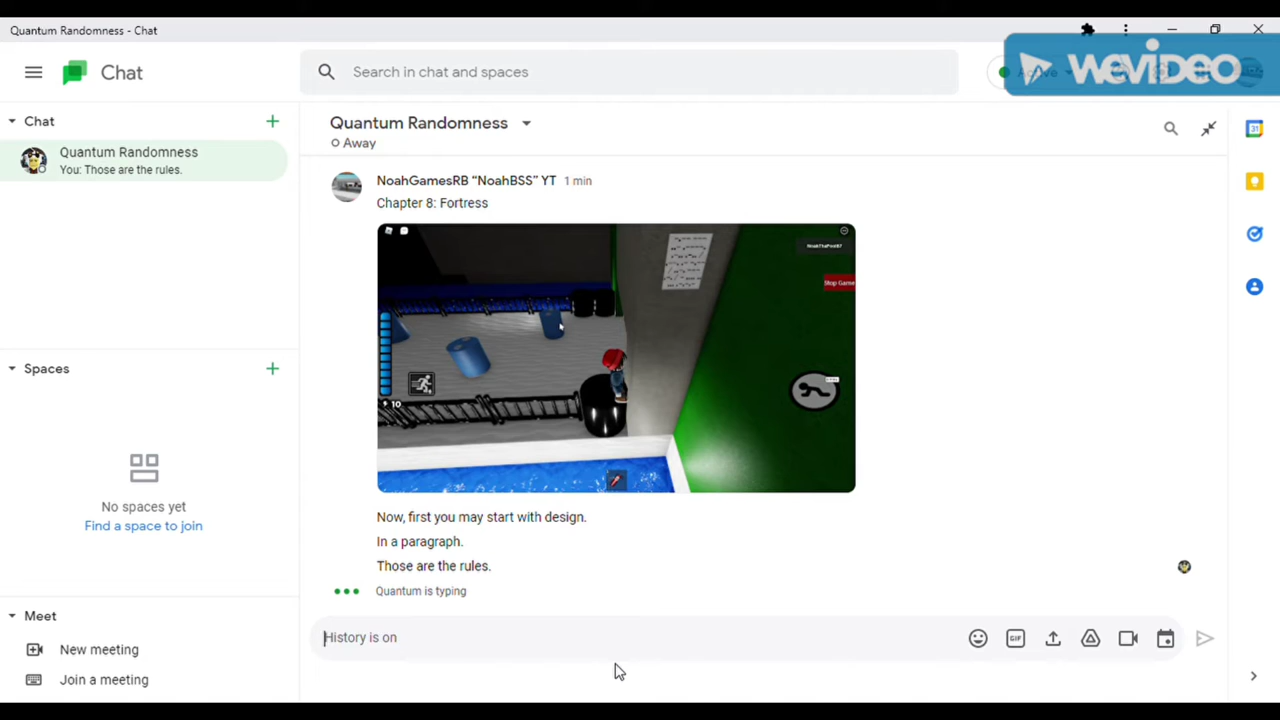 Quantum Randomness - Chat
WEVIDEO
Chat
Search in chat and spaces
Active
Chat
Quantum Randomness
You: Those are the rules.
Spaces
No spaces yet
Find a space to join
Meet
New meeting
Join a meeting
Quantum Randomness
Away
31
NoahGamesRB “NoahBSS” YT 1 min
Chapter 8: Fortress
Stop Game
10
Now, first you may start with design.
In a paragraph.
Those are the rules.
Quantum is typing
History is on
GIF